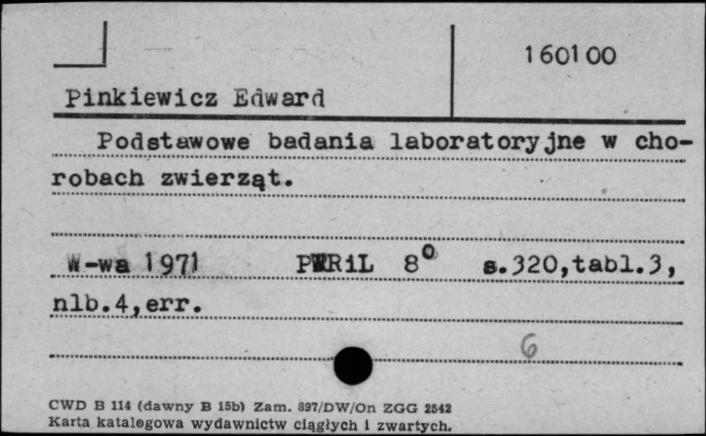 160100
Pinkiewicz Edward
Podstawowe badania laboratoryjne w cho-
robach zwierząt.
W-wa 1971 PWRiL 8° s.320,tabl.3,
nlb.4,err.
6
CWD B 114 (dawny B 15b) Zam. 897/DW/On ZGG 2542
Karta katalogowa wydawnictw ciągłych i zwartych.